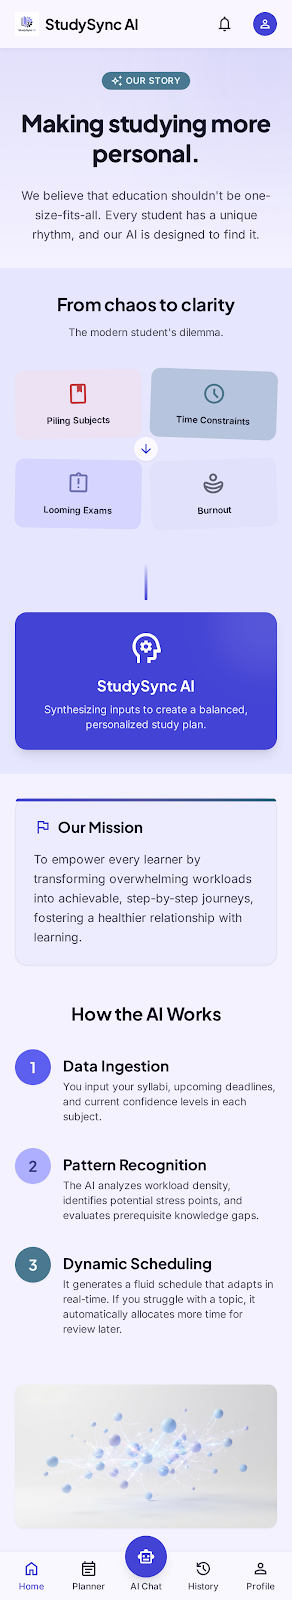 StudySync AI
OUR STORY
Making studying more
personal.
We believe that education shouldn't be one-
size-fits-all. Every student has a unique
rhythm, and our AI is designed to find it.
From chaos to clarity
The modern student's dilemma.
Piling Subjects
Time Constraints
Looming Exams
Burnout
StudySync AI
Synthesizing inputs to create a balanced,
personalized study plan.
Our Mission
To empower every learner by
transforming overwhelming workloads
into achievable, step-by-step journeys,
fostering a healthier relationship with
learning.
How the AI Works
1
Data Ingestion
You input your syllabi, upcoming deadlines,
and current confidence levels in each
subject.
2
Pattern Recognition
The AI analyzes workload density,
identifies potential stress points, and
evaluates prerequisite knowledge gaps.
3
Dynamic Scheduling
It generates a fluid schedule that adapts in
real-time. If you struggle with a topic, it
automatically allocates more time for
review later.
Home
Planner
AI Chat
History
Profile